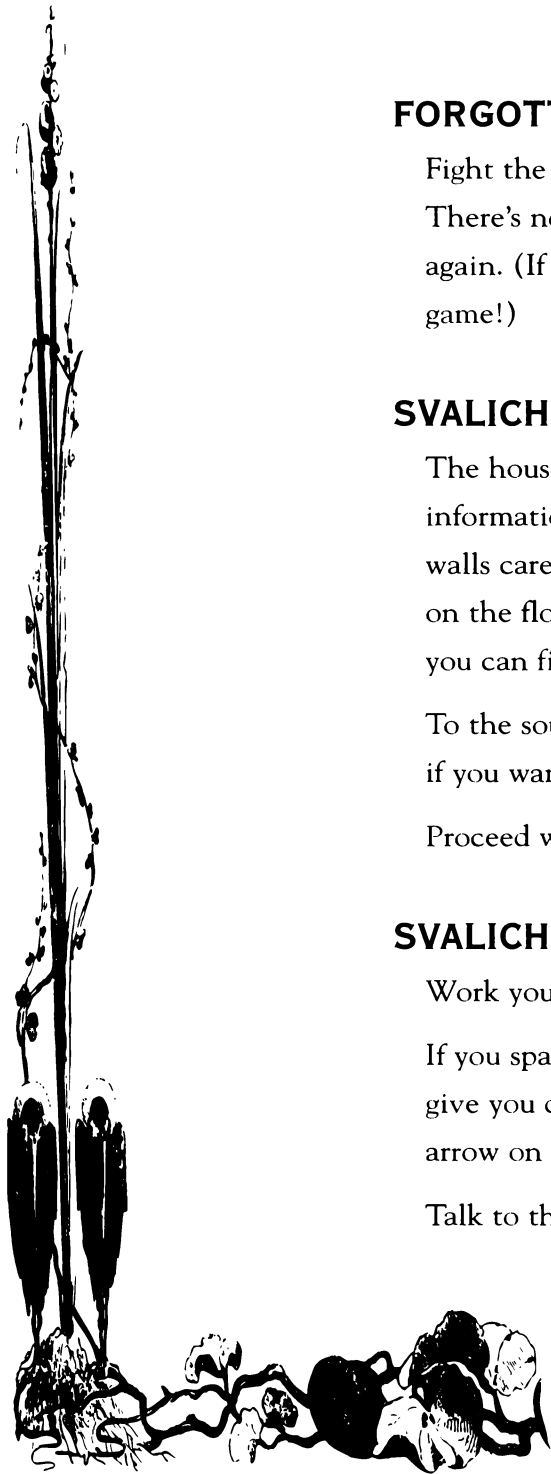 FORGOTT
Fight the
There's n
again. (If
game!)
SVALICH
The hous
informati
walls care
on the flo
you can fi
To the sou
if you wan
Proceed w
SVALICH
Work you
If you spa
give you
arrow on
Talk to th